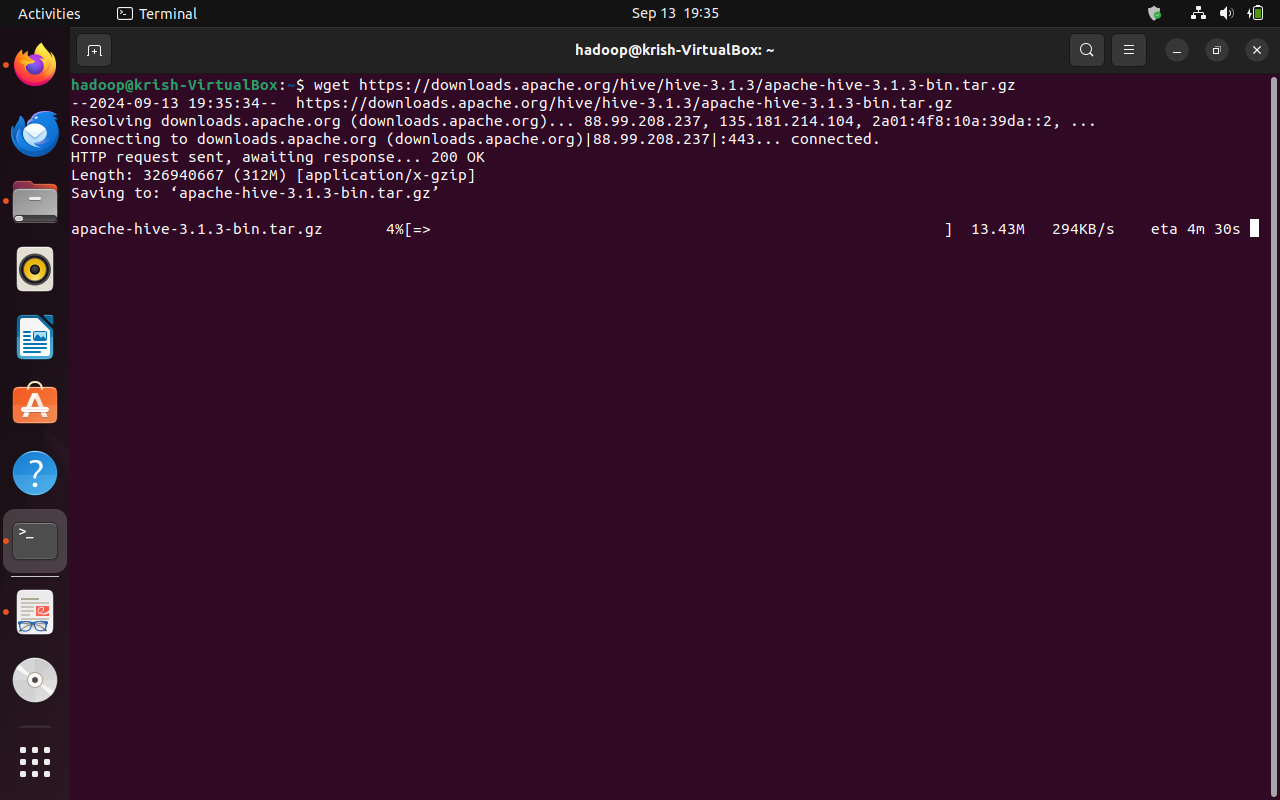 Activities Terminal Sep 13 19:35
hadoop@krish-VirtualBox: ~
hadoop@krish-VirtualBox:~$ wget https://downloads.apache.org/hive/hive-3.1.3/apache-hive-3.1.3-bin.tar.gz
--2024-09-13 19:35:34-- https://downloads.apache.org/hive/hive-3.1.3/apache-hive-3.1.3-bin.tar.gz
Resolving downloads.apache.org (downloads.apache.org)... 88.99.208.237, 135.181.214.104, 2a01:4f8:10a:39da::2, ...
Connecting to downloads.apache.org (downloads.apache.org)|88.99.208.237|:443... connected.
HTTP request sent, awaiting response... 200 OK
Length: 326940667 (312M) [application/x-gzip]
Saving to: ‘apache-hive-3.1.3-bin.tar.gz’
apache-hive-3.1.3-bin.tar.gz 4%[=> ] 13.43M 294KB/s eta 4m 30s